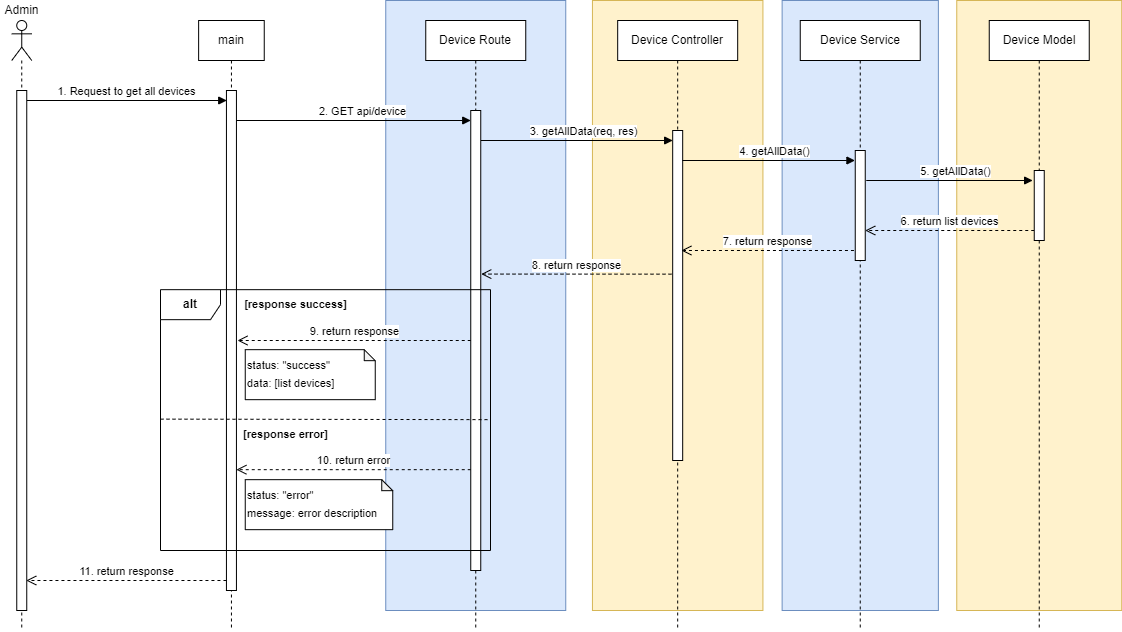 Admin
main
Device Route
Device Controller
Device Service
Device Model
1. Request to get all devices
2. GET api/device
3. getAllData(req, res)
4. getAllData()
5. getAllData()
6. return list devices
7. return response
8. return response
alt
[response success]
9. return response
status: "success"
data: [list devices]
[response error]
10. return error
status: "error"
message: error description
11. return response